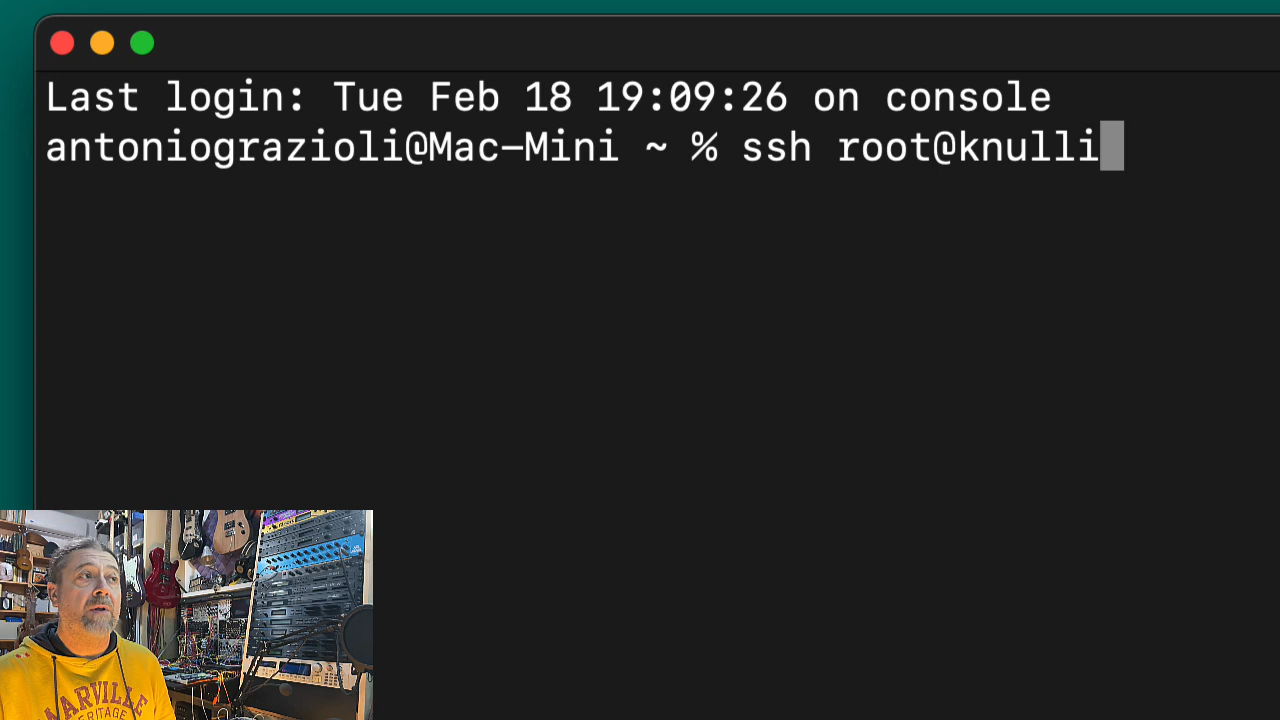 Last login: Tue Feb 18 19:09:26 on console
antoniograzioli@Mac-Mini ~ % ssh root@knulli